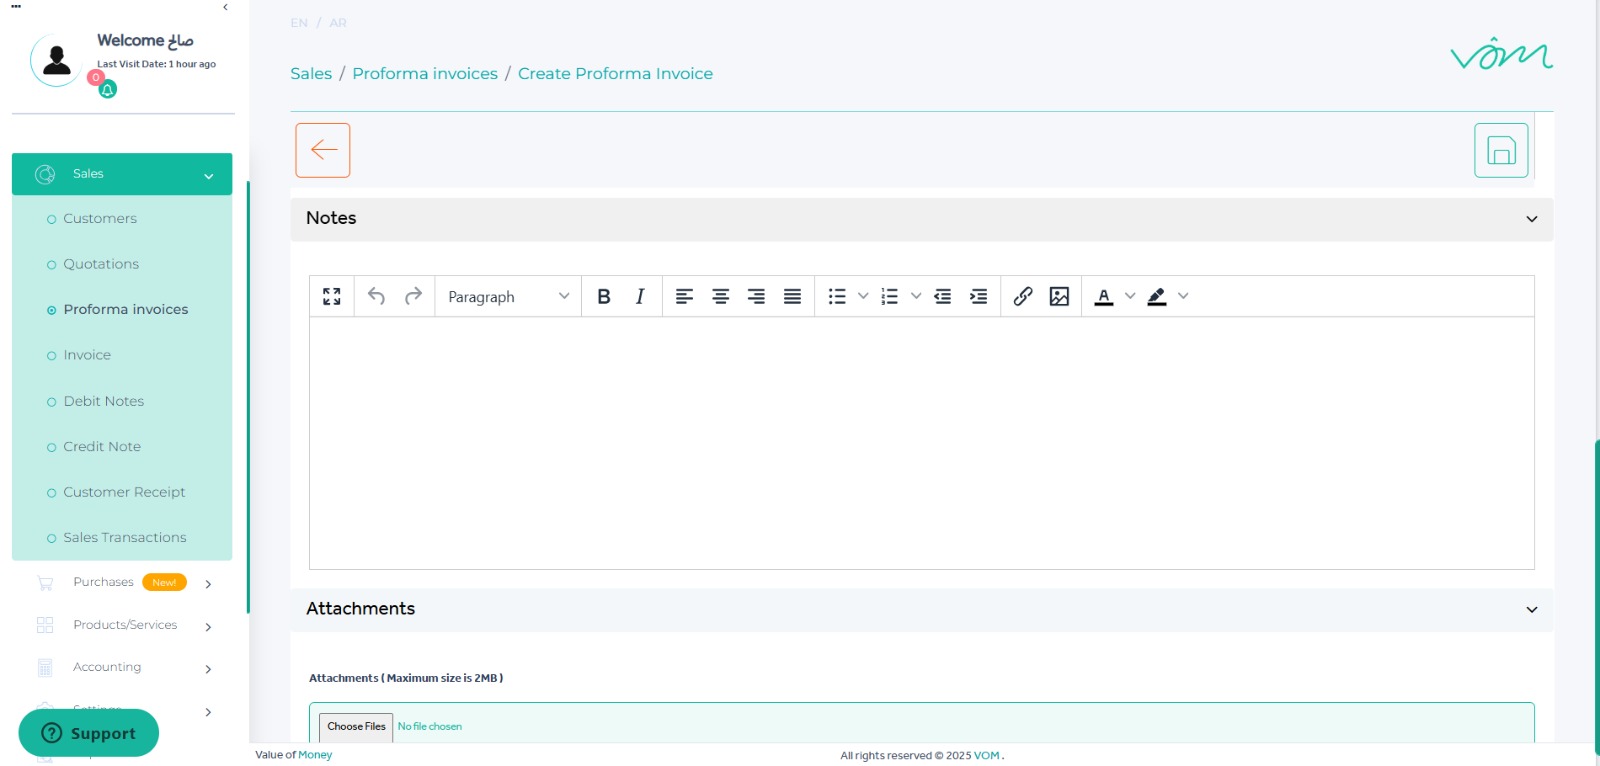 Welcome صالح
Last Visit Date: 1 hour ago
0
Sales
Customers
Quotations
Proforma invoices
Invoice
Debit Notes
Credit Note
Customer Receipt
Sales Transactions
Purchases New!
Products/Services
Accounting
Settings
Support
EN / AR
Sales / Proforma invoices / Create Proforma Invoice
vôm
Notes
Paragraph
B I
A
Attachments
Attachments ( Maximum size is 2MB )
Choose Files No file chosen
Value of Money
All rights reserved © 2025 VOM .